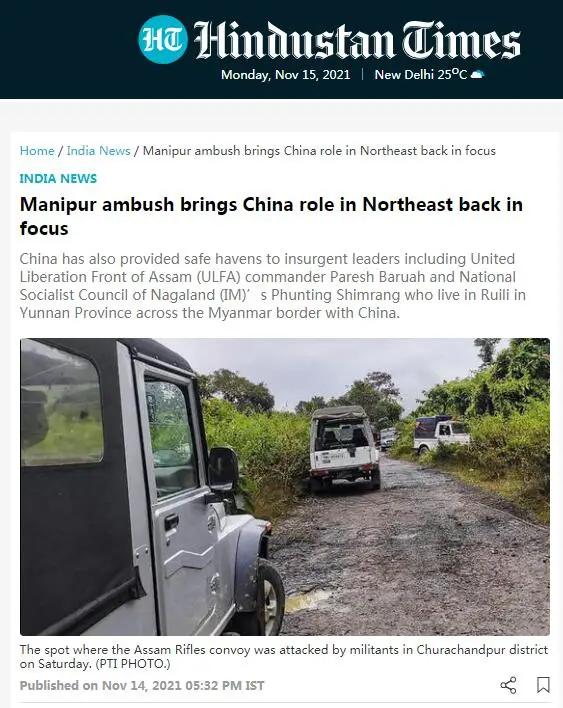 HT Hindustan Times
Monday, Nov 15, 2021 | New Delhi 25°C
Home / India News / Manipur ambush brings China role in Northeast back in focus
INDIA NEWS
Manipur ambush brings China role in Northeast back in
focus
China has also provided safe havens to insurgent leaders including United
Liberation Front of Assam (ULFA) commander Paresh Baruah and National
Socialist Council of Nagaland (IM)’s Phunting Shimrang who live in Ruili in
Yunnan Province across the Myanmar border with China.
The spot where the Assam Rifles convoy was attacked by militants in Churachandpur district
on Saturday. (PTI PHOTO.)
Published on Nov 14, 2021 05:32 PM IST